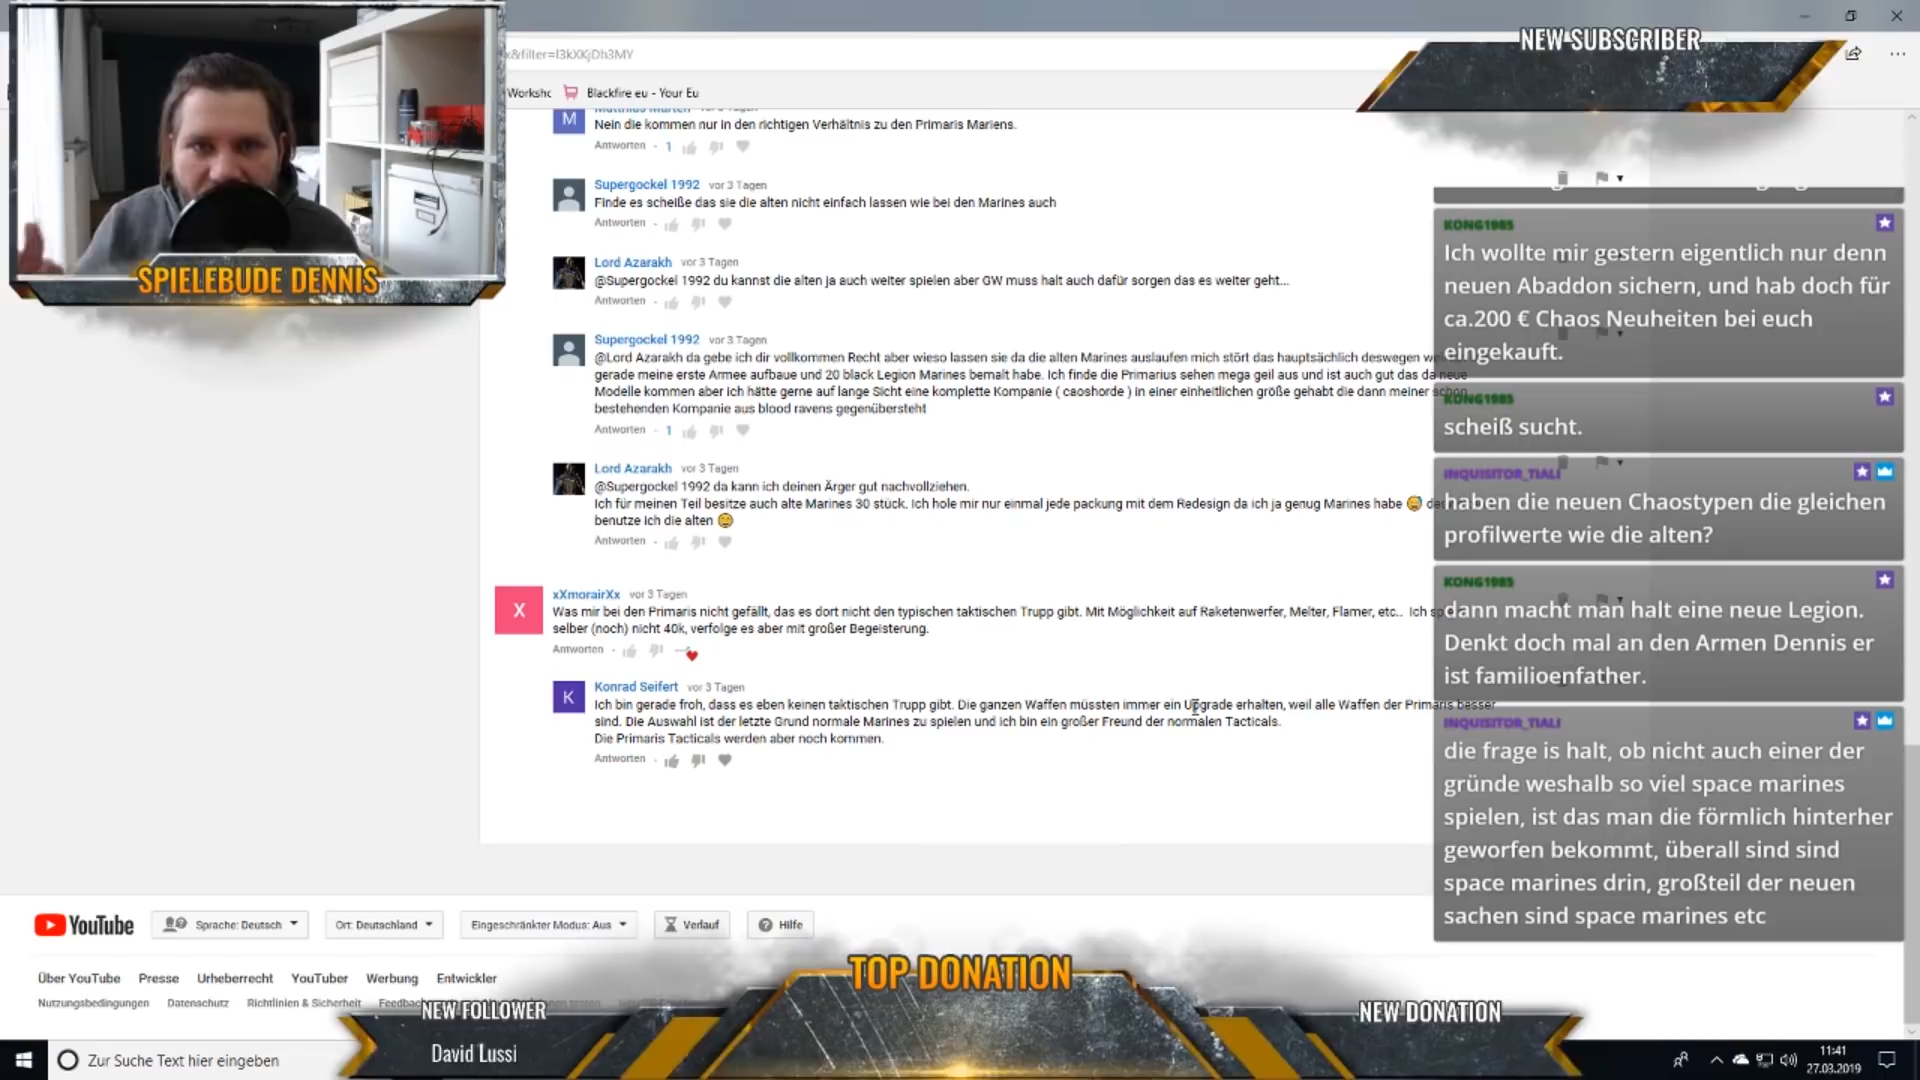 SPIELEBUDE DENNIS
x&filter=l3kXKjDh3MY
Worksho
Blackfire eu - Your Eu
M
Nein die kommen nur in den richtigen Verhältnis zu den Primaris Mariens.
Antworten · 1
Supergockel 1992 vor 3 Tagen
Finde es scheiße das sie die alten nicht einfach lassen wie bei den Marines auch
Antworten ·
Lord Azarakh vor 3 Tagen
@Supergockel 1992 du kannst die alten ja auch weiter spielen aber GW muss halt auch dafür sorgen das es weiter geht...
Antworten ·
Supergockel 1992 vor 3 Tagen
@Lord Azarakh da gebe ich dir vollkommen Recht aber wieso lassen sie da die alten Marines auslaufen mich stört das hauptsächlich deswegen
gerade meine erste Armee aufbaue und 20 black Legion Marines bemalt habe. Ich finde die Primarius sehen mega geil aus und ist auch gut das da neue
Modelle kommen aber ich hätte gerne auf lange Sicht eine komplette Kompanie ( caoshorde ) in einer einheitlichen größe gehabt die dann meiner schon
bestehenden Kompanie aus blood ravens gegenübersteht
Antworten · 1
Lord Azarakh vor 3 Tagen
@Supergockel 1992 da kann ich deinen Ärger gut nachvollziehen.
Ich für meinen Teil besitze auch alte Marines 30 stück. Ich hole mir nur einmal jede packung mit dem Redesign da ich ja genug Marines habe 😅
benutze ich die alten 😊
Antworten ·
X
xXmorairXx vor 3 Tagen
Was mir bei den Primaris nicht gefällt, das es dort nicht den typischen taktischen Trupp gibt. Mit Möglichkeit auf Raketenwerfer, Melter, Flamer, etc.. Ich
selber (noch) nicht 40k, verfolge es aber mit großer Begeisterung.
Antworten ·
K
Konrad Seifert vor 3 Tagen
Ich bin gerade froh, dass es eben keinen taktischen Trupp gibt. Die ganzen Waffen müssten immer ein Upgrade erhalten, weil alle Waffen der Primaris besser
sind. Die Auswahl ist der letzte Grund normale Marines zu spielen und ich bin ein großer Freund der normalen Tacticals.
Die Primaris Tacticals werden aber noch kommen.
Antworten ·
NEW SUBSCRIBER
KONG1985
Ich wollte mir gestern eigentlich nur denn
neuen Abaddon sichern, und hab doch für
ca.200 € Chaos Neuheiten bei euch
eingekauft.
KONG1985
scheiß sucht.
INQUISITOR_TIALI
haben die neuen Chaostypen die gleichen
profilwerte wie die alten?
KONG1985
dann macht man halt eine neue Legion.
Denkt doch mal an den Armen Dennis er
ist familioenfather.
INQUISITOR_TIALI
die frage is halt, ob nicht auch einer der
gründe weshalb so viel space marines
spielen, ist das man die förmlich hinterher
geworfen bekommt, überall sind sind
space marines drin, großteil der neuen
sachen sind space marines etc
YouTube
Sprache: Deutsch
Ort: Deutschland
Eingeschränkter Modus: Aus
Verlauf
Hilfe
Über YouTube Presse Urheberrecht YouTuber Werbung Entwickler
Nutzungsbedingungen Datenschutz Richtlinien & Sicherheit
NEW FOLLOWER
David Lussi
TOP DONATION
NEW DONATION
Zur Suche Text hier eingeben
11:41
27.03.2019